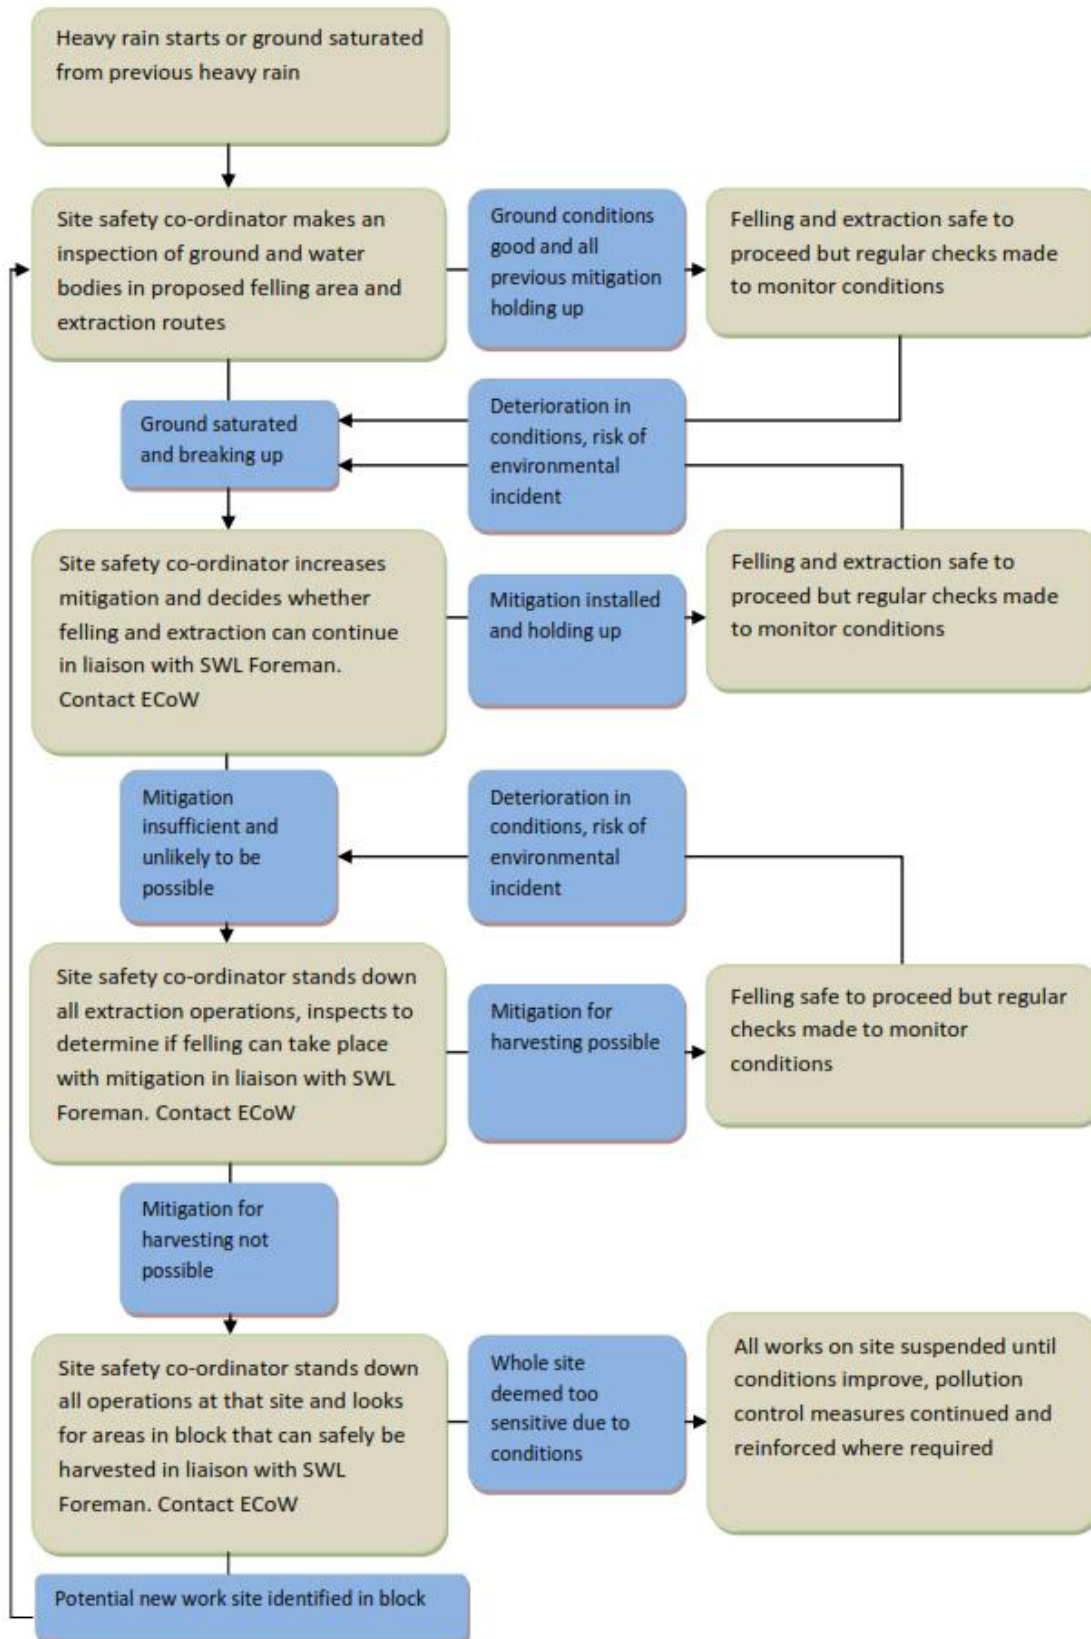 Heavy rain starts or ground saturated
from previous heavy rain
Site safety co-ordinator makes an
inspection of ground and water
bodies in proposed felling area and
extraction routes
Ground conditions
good and all
previous mitigation
holding up
Felling and extraction safe to
proceed but regular checks made
to monitor conditions
Ground saturated
and breaking up
Deterioration in
conditions, risk of
environmental
incident
Site safety co-ordinator increases
mitigation and decides whether
felling and extraction can continue
in liaison with SWL Foreman.
Contact ECoW
Mitigation installed
and holding up
Felling and extraction safe to
proceed but regular checks made
to monitor conditions
Mitigation
insufficient and
unlikely to be
possible
Deterioration in
conditions, risk of
environmental
incident
Site safety co-ordinator stands down
all extraction operations, inspects to
determine if felling can take place
with mitigation in liaison with SWL
Foreman. Contact ECoW
Mitigation for
harvesting possible
Felling safe to proceed but regular
checks made to monitor
conditions
Mitigation for
harvesting not
possible
Site safety co-ordinator stands down
all operations at that site and looks
for areas in block that can safely be
harvested in liaison with SWL
Foreman. Contact ECoW
Whole site
deemed too
sensitive due to
conditions
All works on site suspended until
conditions improve, pollution
control measures continued and
reinforced where required
Potential new work site identified in block